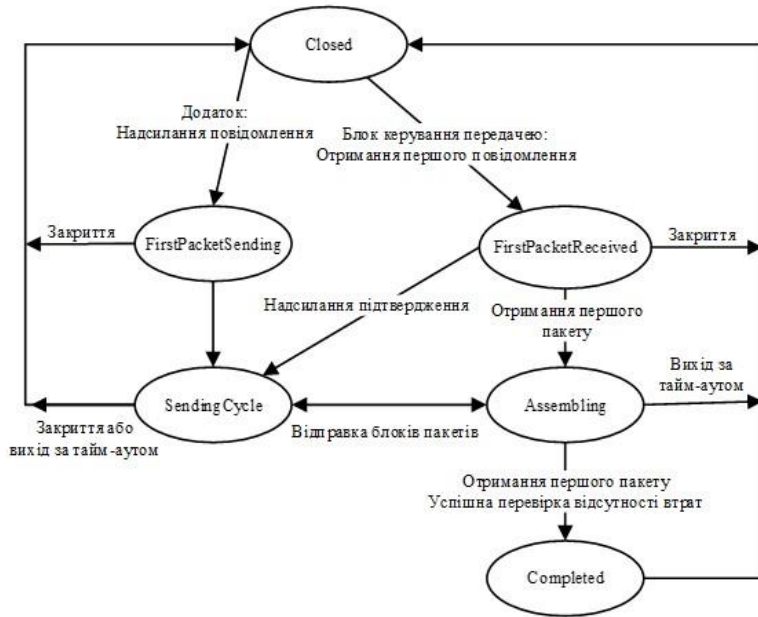 Closed
Додаток:
Надсилання повідомлення
Блок керування передачею:
Отримання першого повідомлення
Закриття
FirstPacketSending
FirstPacketReceived
Закриття
Надсилання підтвердження
Отримання першого
пакету
Вихід за
тайм-аутом
SendingCycle
Assembling
Закриття або
вихід за тайм-аутом
Відправка блоків пакетів
Отримання першого пакету
Успішна перевірка відсутності втрат
Completed